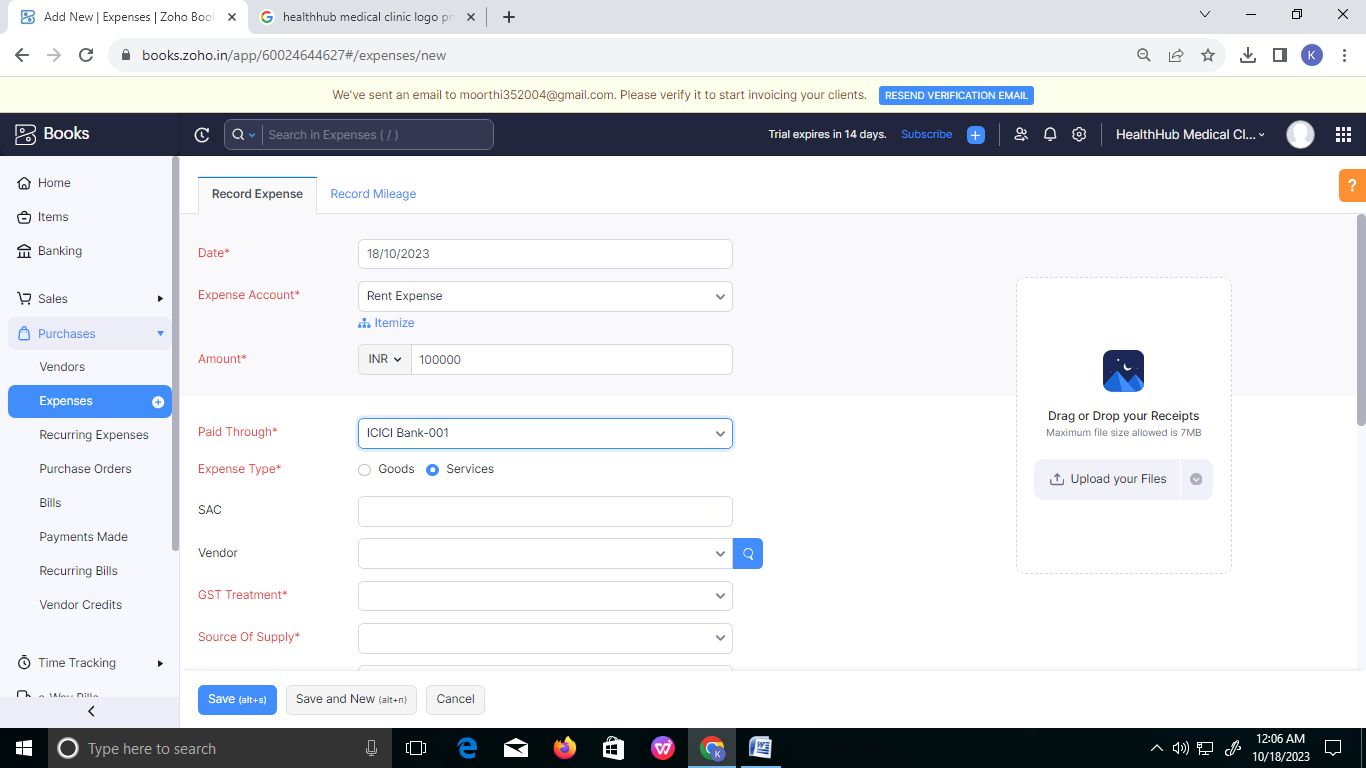 Add New | Expenses | Zoho Boo
healthhub medical clinic logo pr
books.zoho.in/app/60024644627#/expenses/new
K
We've sent an email to moorthi352004@gmail.com. Please verify it to start invoicing your clients.
RESEND VERIFICATION EMAIL
Books
Search in Expenses ( / )
Trial expires in 14 days.
Subscribe
HealthHub Medical Cl...
Home
Items
Banking
Sales
Purchases
Vendors
Expenses
Recurring Expenses
Purchase Orders
Bills
Payments Made
Recurring Bills
Vendor Credits
Time Tracking
e-Way Bills
Record Expense
Record Mileage
?
Date*
18/10/2023
Expense Account*
Rent Expense
Itemize
Amount*
INR
100000
Paid Through*
ICICI Bank-001
Expense Type*
Goods
Services
SAC
Vendor
GST Treatment*
Source Of Supply*
Drag or Drop your Receipts
Maximum file size allowed is 7MB
Upload your Files
Save (alt+s)
Save and New (alt+n)
Cancel
Type here to search
K
12:06 AM
10/18/2023